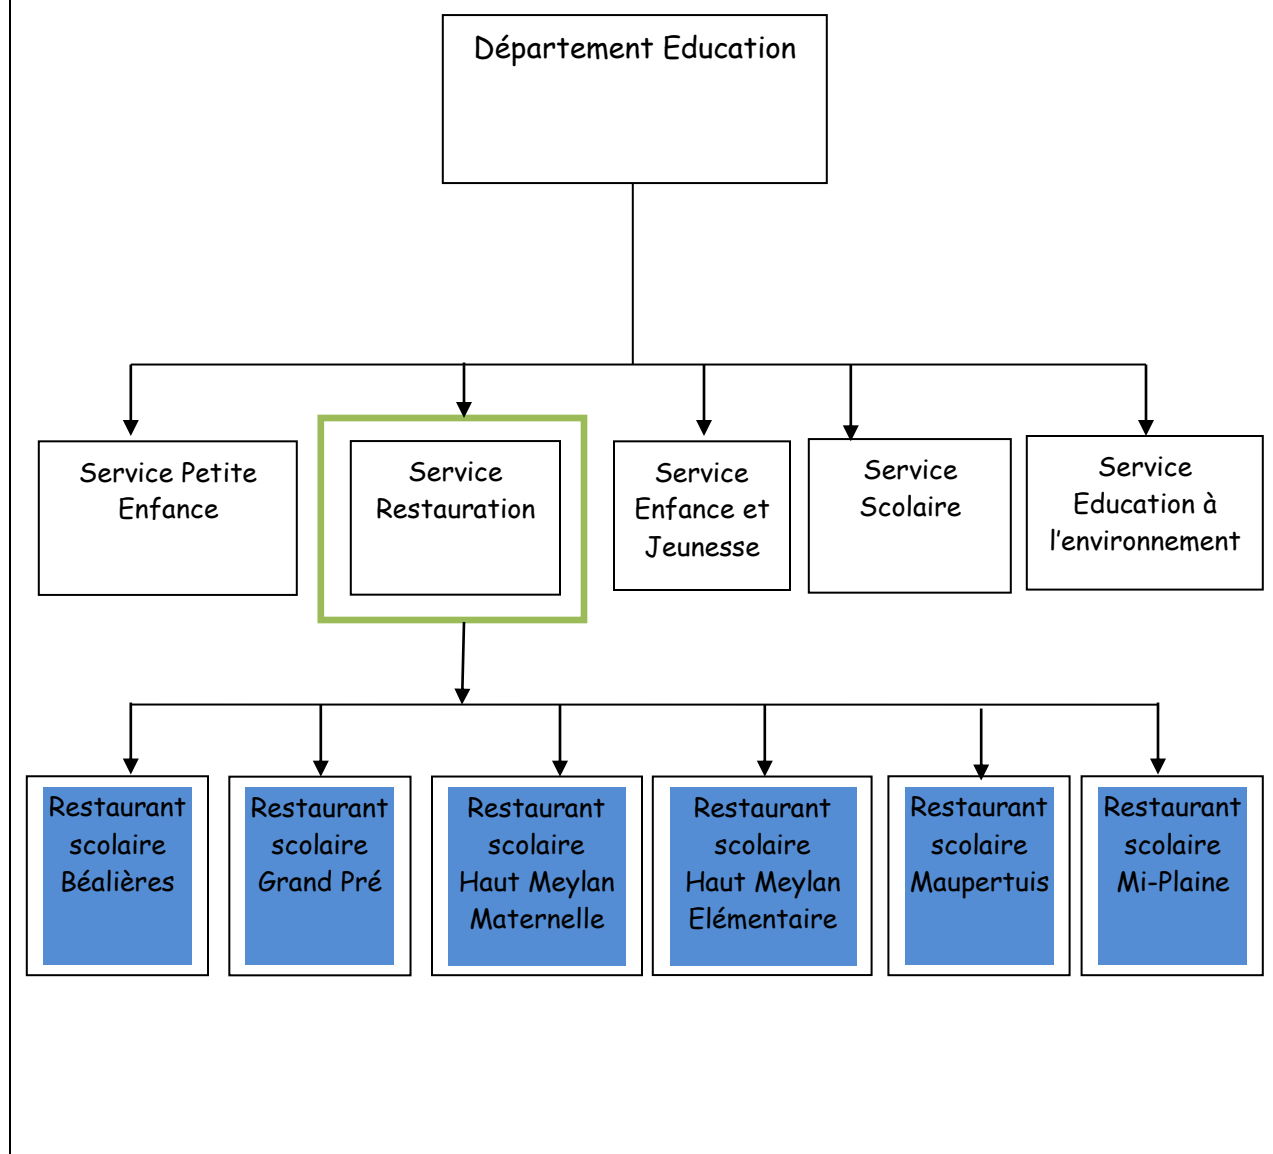 Département Education
Service Petite
Enfance
Service
Restauration
Service
Enfance et
Jeunesse
Service
Scolaire
Service
Education à
l'environnement
Restaurant
scolaire
Béalières
Restaurant
scolaire
Grand Pré
Restaurant
scolaire
Haut Meylan
Maternelle
Restaurant
scolaire
Haut Meylan
Elémentaire
Restaurant
scolaire
Maupertuis
Restaurant
scolaire
Mi-Plaine